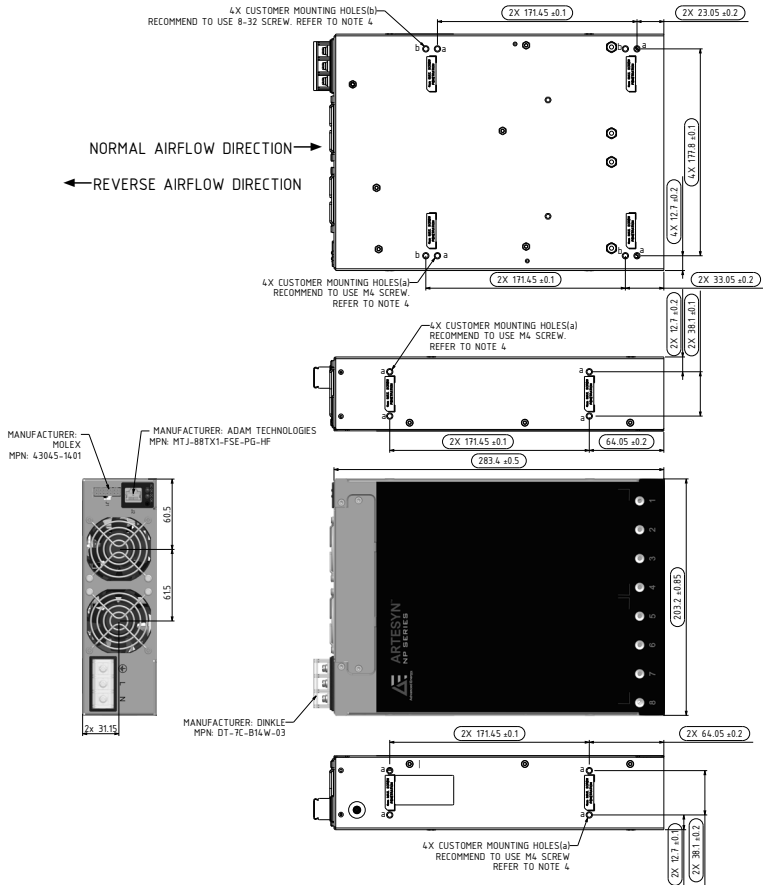 4X CUSTOMER MOUNTING HOLES(b)
RECOMMEND TO USE 8-32 SCREW. REFER TO NOTE 4
2X 171.45 ±0.1
2X 23.05 ±0.2
b
a
b
a
NORMAL AIRFLOW DIRECTION
REVERSE AIRFLOW DIRECTION
4X 177.8 ±0.1
4X 12.7 ±0.2
b
a
b
a
4X CUSTOMER MOUNTING HOLES(a)
RECOMMEND TO USE M4 SCREW.
REFER TO NOTE 4
2X 171.45 ±0.1
2X 33.05 ±0.2
2X 12.7 ±0.2
2X 38.1 ±0.2
4X CUSTOMER MOUNTING HOLES(a)
RECOMMEND TO USE M4 SCREW.
REFER TO NOTE 4
a
a
a
a
2X 171.45 ±0.1
64.05 ±0.2
283.4 ±0.5
MANUFACTURER:
MOLEX
MPN: 43045-1401
MANUFACTURER: ADAM TECHNOLOGIES
MPN: MTJ-88TX1-FSE-PG-HF
60.5
61.5
L
N
2x 31.15
1
2
3
4
5
6
7
8
ARTESYN
NP SERIES
Advanced Energy
203.2 ±0.85
MANUFACTURER: DINKLE
MPN: DT-7C-B14W-03
2X 171.45 ±0.1
2X 64.05 ±0.2
a
a
a
a
4X CUSTOMER MOUNTING HOLES(a)
RECOMMEND TO USE M4 SCREW
REFER TO NOTE 4
2X 12.7 ±0.1
2X 38.1 ±0.2